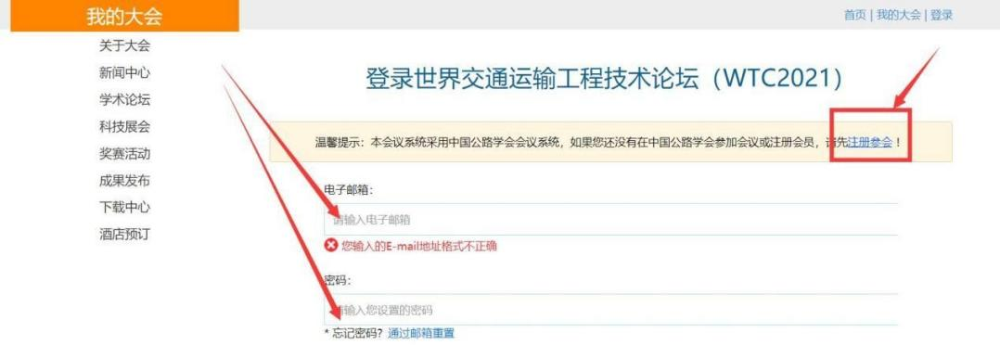 我的大会
首页 | 我的大会 | 登录
关于大会
新闻中心
学术论坛
科技展会
奖赛活动
成果发布
下载中心
酒店预订
登录世界交通运输工程技术论坛（WTC2021）
温馨提示：本会议系统采用中国公路学会会议系统，如果您还没有在中国公路学会参加会议或注册会员，请先注册参会！
电子邮箱：
请输入电子邮箱
您输入的E-mail地址格式不正确
密码：
请输入您设置的密码
* 忘记密码？通过邮箱重置